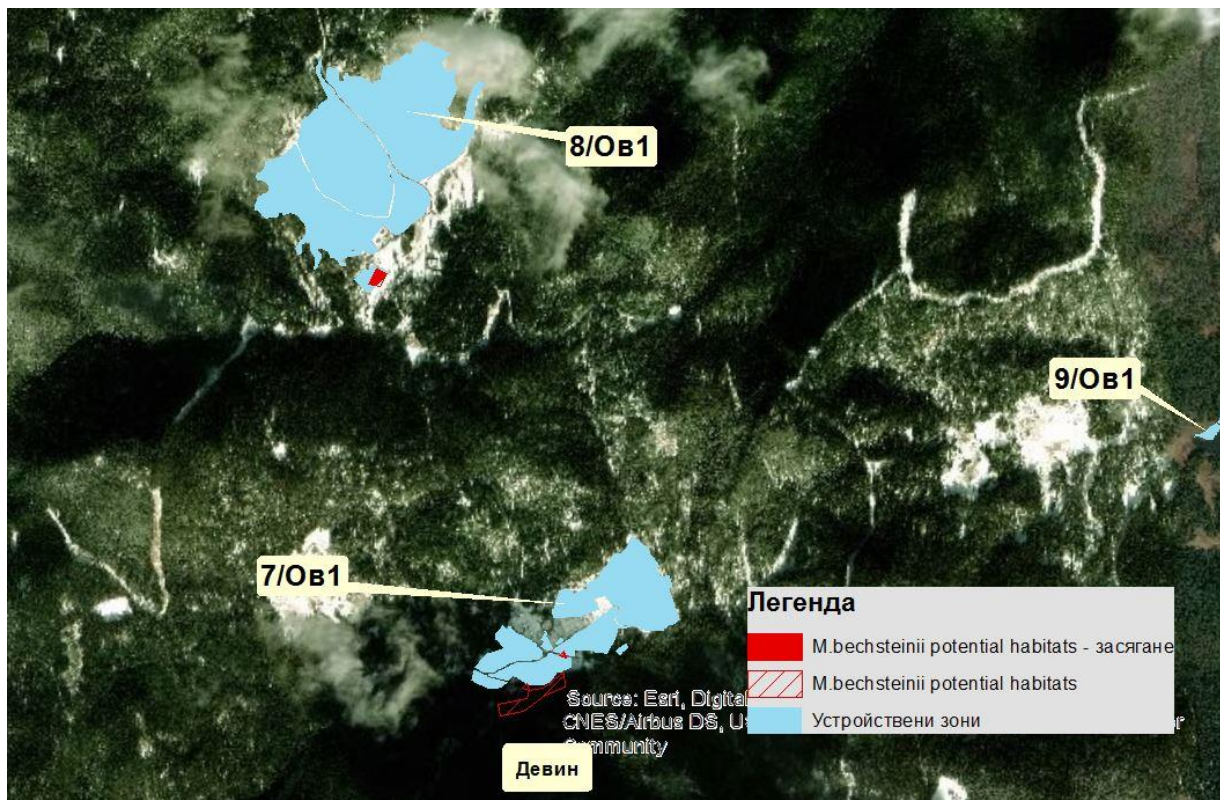 8/Ов1
9/Ов1
7/Ов1
Легенда
M.bechsteinii potential habitats - засягане
M.bechsteinii potential habitats
Устройствени зони
Source: Esri, Digital
CNES/Airbus DS, U
Community
Девин